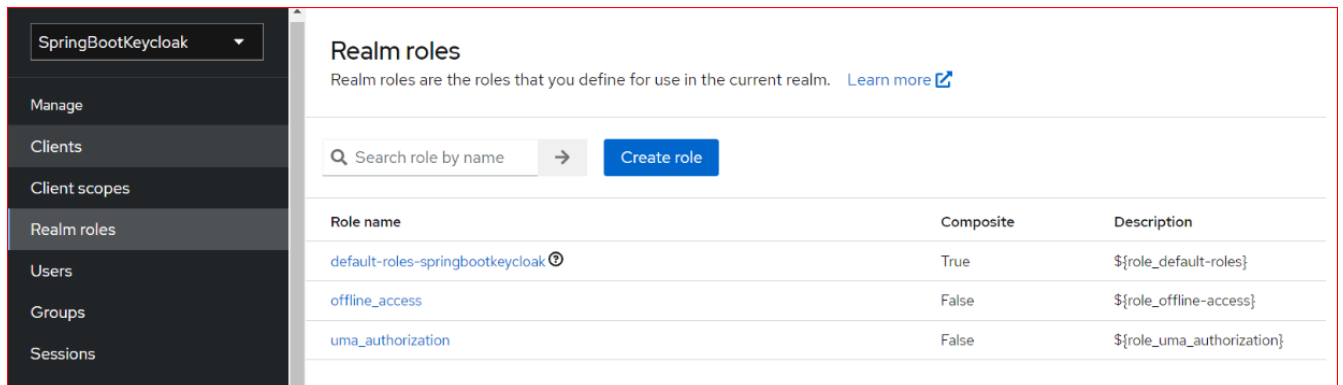 SpringBootKeycloak
Manage
Clients
Client scopes
Realm roles
Users
Groups
Sessions
Realm roles
Realm roles are the roles that you define for use in the current realm. Learn more
Search role by name
Create role
Role name Composite Description
default-roles-springbootkeycloak True ${role_default-roles}
offline_access False ${role_offline-access}
uma_authorization False ${role_uma_authorization}